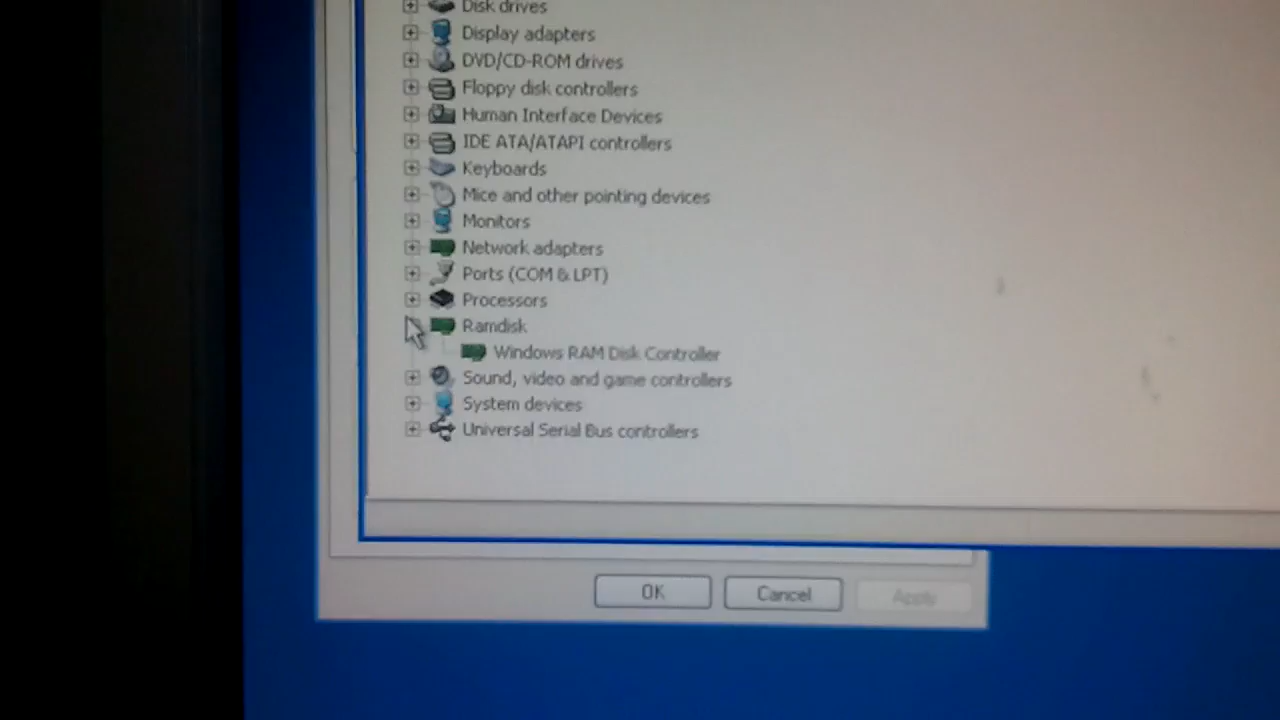 Disk drives
Display adapters
DVD/CD-ROM drives
Floppy disk controllers
Human Interface Devices
IDE ATA/ATAPI controllers
Keyboards
Mice and other pointing devices
Monitors
Network adapters
Ports (COM & LPT)
Processors
Ramdisk
Windows RAM Disk Controller
Sound, video and game controllers
System devices
Universal Serial Bus controllers
OK Cancel Apply